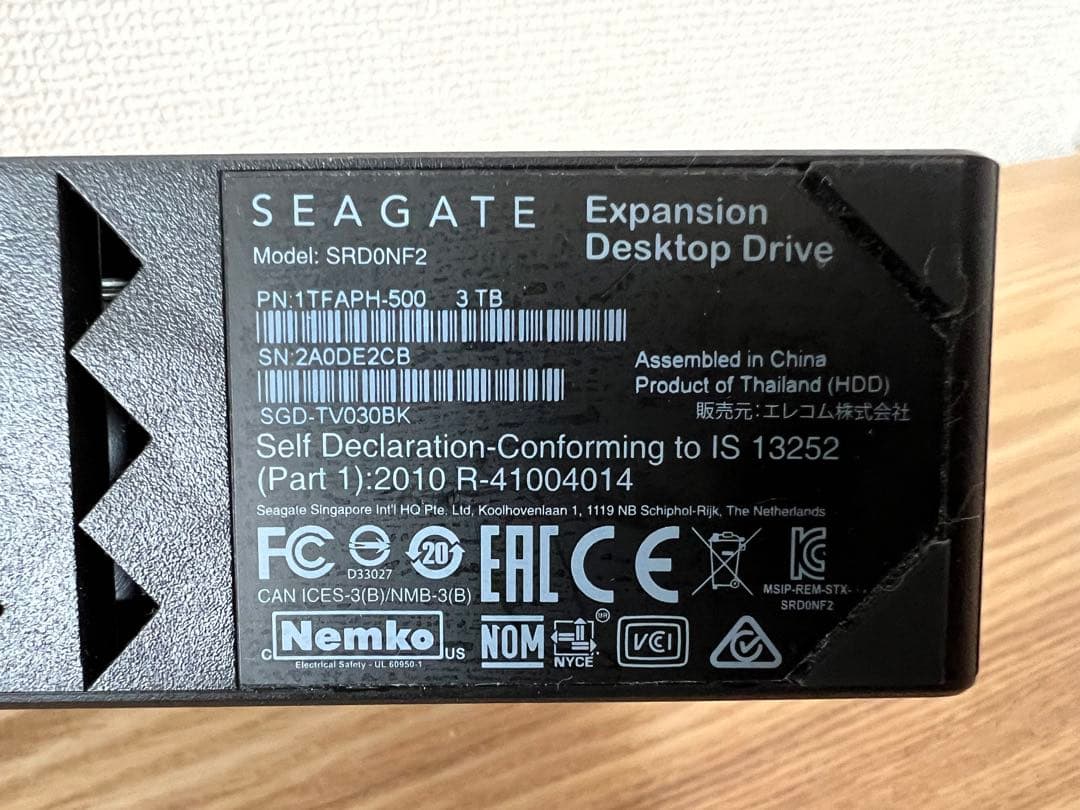 SEAGATE
Expansion
Desktop Drive
Model: SRD0NF2
PN:1TFAPH-500 3 TB
SN:2A0DE2CB
SGD-TV030BK
Assembled in China
Product of Thailand (HDD)
販売元:エレコム株式会社
Self Declaration-Conforming to IS 13252
(Part 1):2010 R-41004014
Seagate Singapore Int'l HQ Pte. Ltd, Koolhovenlaan 1, 1119 NB Schiphol-Rijk, The Netherlands
FC
D33027
20
EAC
CE
CAN ICES-3(B)/NMB-3(B)
MSIP-REM-STX-
SRD0NF2
c Nemko us
Electrical Safety - UL 60950-1
NOM
NYCE
VCI